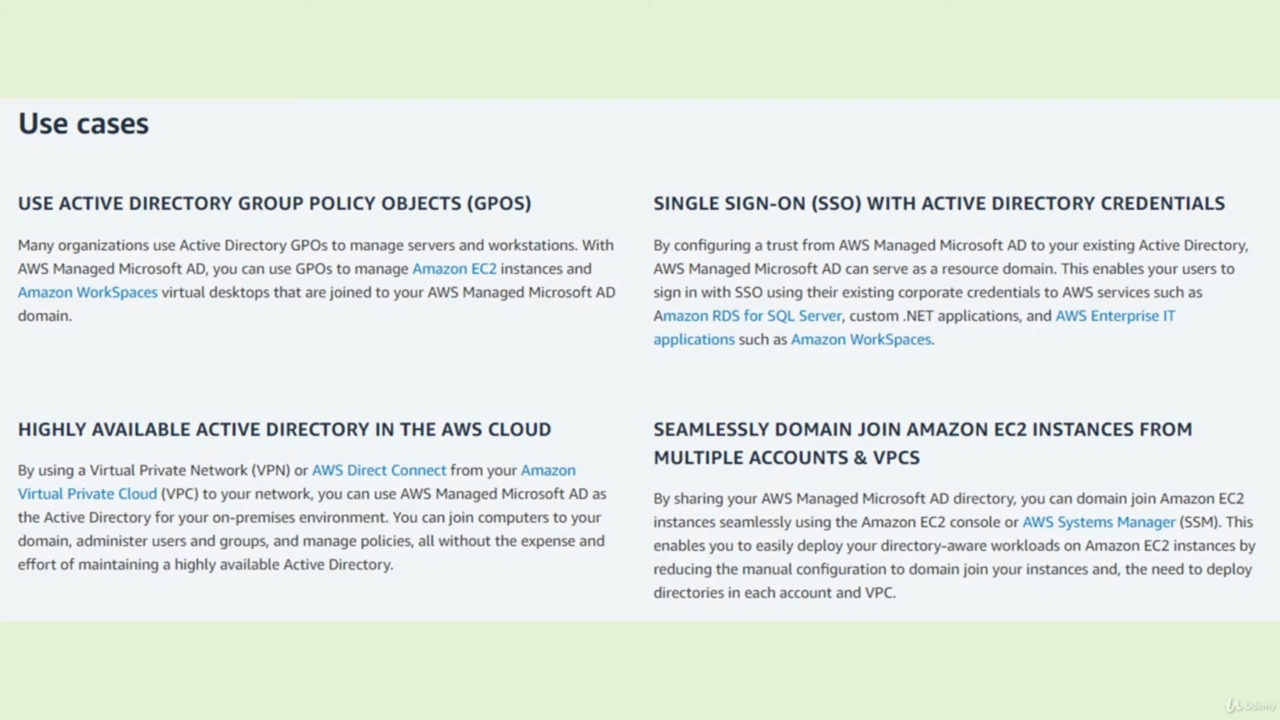 Use cases
USE ACTIVE DIRECTORY GROUP POLICY OBJECTS (GPOS)
Many organizations use Active Directory GPOs to manage servers and workstations. With
AWS Managed Microsoft AD, you can use GPOs to manage Amazon EC2 instances and
Amazon WorkSpaces virtual desktops that are joined to your AWS Managed Microsoft AD
domain.
SINGLE SIGN-ON (SSO) WITH ACTIVE DIRECTORY CREDENTIALS
By configuring a trust from AWS Managed Microsoft AD to your existing Active Directory,
AWS Managed Microsoft AD can serve as a resource domain. This enables your users to
sign in with SSO using their existing corporate credentials to AWS services such as
Amazon RDS for SQL Server, custom .NET applications, and AWS Enterprise IT
applications such as Amazon WorkSpaces.
HIGHLY AVAILABLE ACTIVE DIRECTORY IN THE AWS CLOUD
By using a Virtual Private Network (VPN) or AWS Direct Connect from your Amazon
Virtual Private Cloud (VPC) to your network, you can use AWS Managed Microsoft AD as
the Active Directory for your on-premises environment. You can join computers to your
domain, administer users and groups, and manage policies, all without the expense and
effort of maintaining a highly available Active Directory.
SEAMLESSLY DOMAIN JOIN AMAZON EC2 INSTANCES FROM
MULTIPLE ACCOUNTS & VPCS
By sharing your AWS Managed Microsoft AD directory, you can domain join Amazon EC2
instances seamlessly using the Amazon EC2 console or AWS Systems Manager (SSM). This
enables you to easily deploy your directory-aware workloads on Amazon EC2 instances by
reducing the manual configuration to domain join your instances and, the need to deploy
directories in each account and VPC.
Udemy